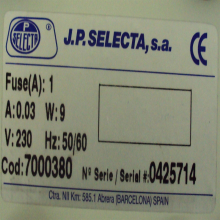 J.P. SELECTA, s.a.
J.P.
SELECTA
Fuse(A): 1
A: 0.03 W: 9
V: 230 Hz: 50/60
Cod: 7000380 Nº Serie / Serial #: 0425714
Ctra. NII Km: 585.1 Abrera (BARCELONA) SPAIN